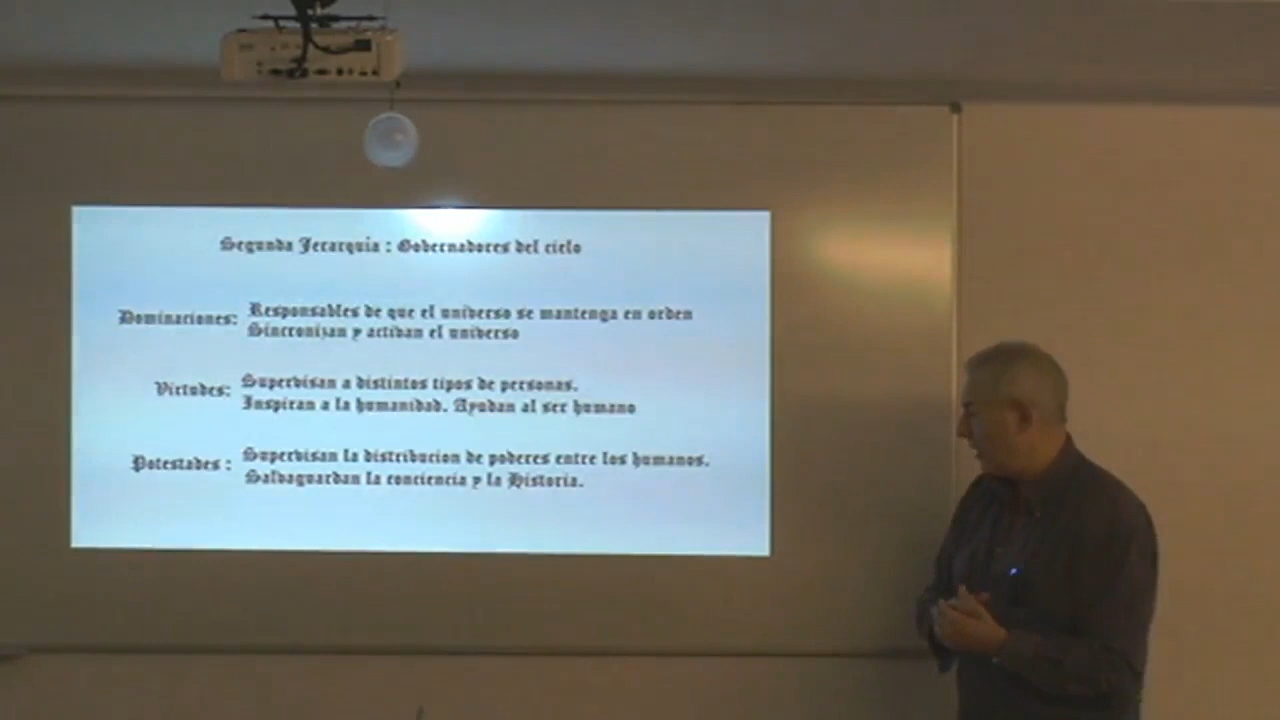 Segunda Jerarquia : Gobernadores del cielo
Dominaciones: Responsables de que el universo se mantenga en orden
Sincronizan y activan el universo
Virtudes: Supervisan a distintos tipos de personas.
Inspiran a la humanidad. Ayudan al ser humano
Potestades : Supervisan la distribucion de poderes entre los humanos.
Salvaguardan la conciencia y la Historia.